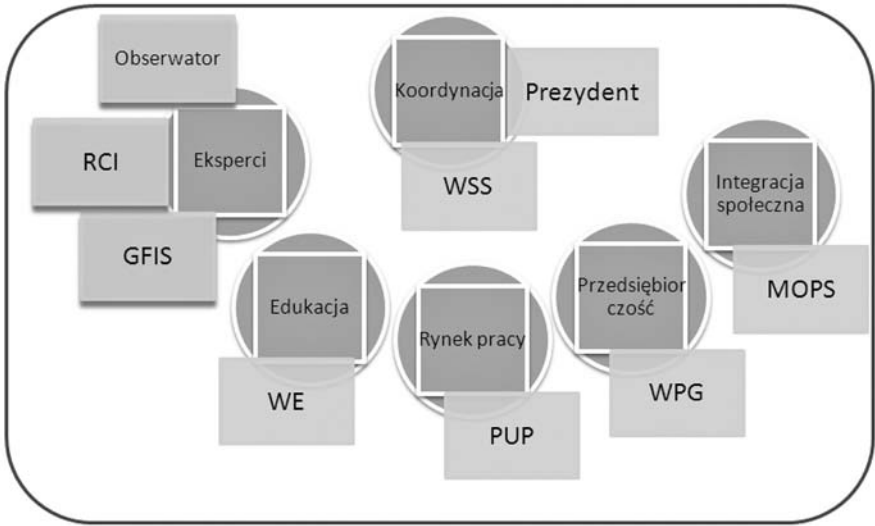 Obserwator
Eksperci
RCI
GFIS
Koordynacja
Prezydent
WSS
Integracja
społeczna
MOPS
Edukacja
WE
Rynek pracy
PUP
Przedsiębior
czość
WPG